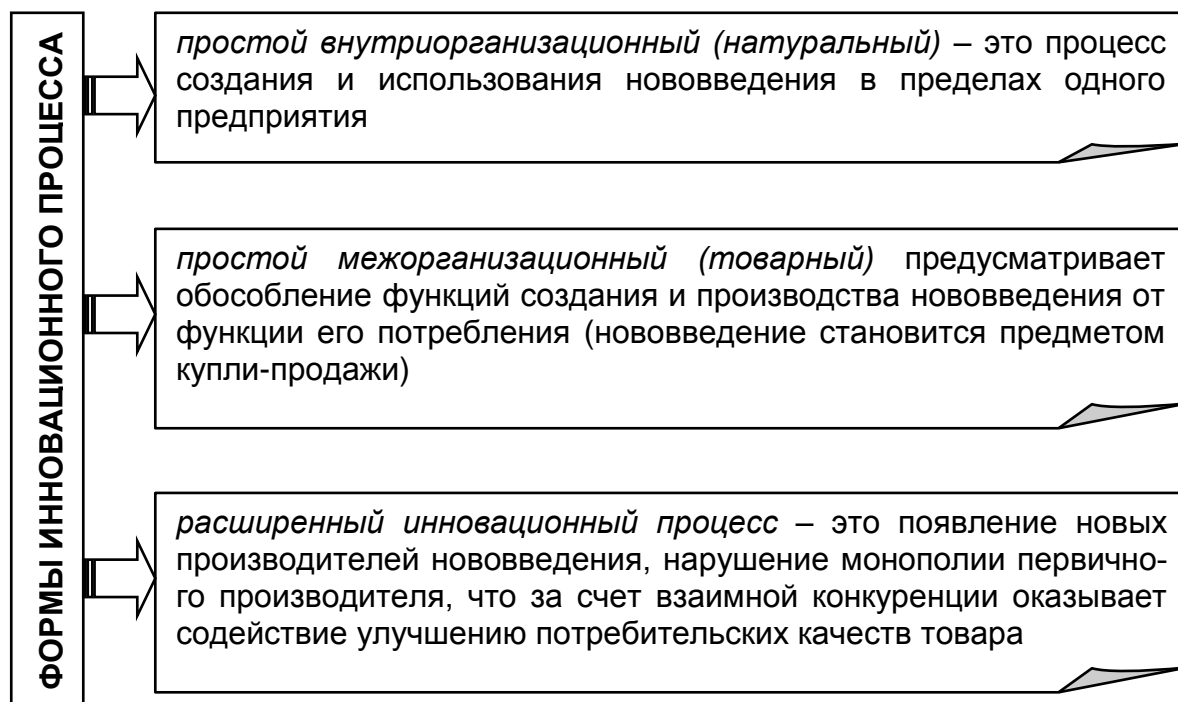 ФОРМЫ ИННОВАЦИОННОГО ПРОЦЕССА
простой внутриорганизационный (натуральный) – это процесс
создания и использования нововведения в пределах одного
предприятия
простой межорганизационный (товарный) предусматривает
обособление функций создания и производства нововведения от
функции его потребления (нововведение становится предметом
купли-продажи)
расширенный инновационный процесс – это появление новых
производителей нововведения, нарушение монополии первично-
го производителя, что за счет взаимной конкуренции оказывает
содействие улучшению потребительских качеств товара